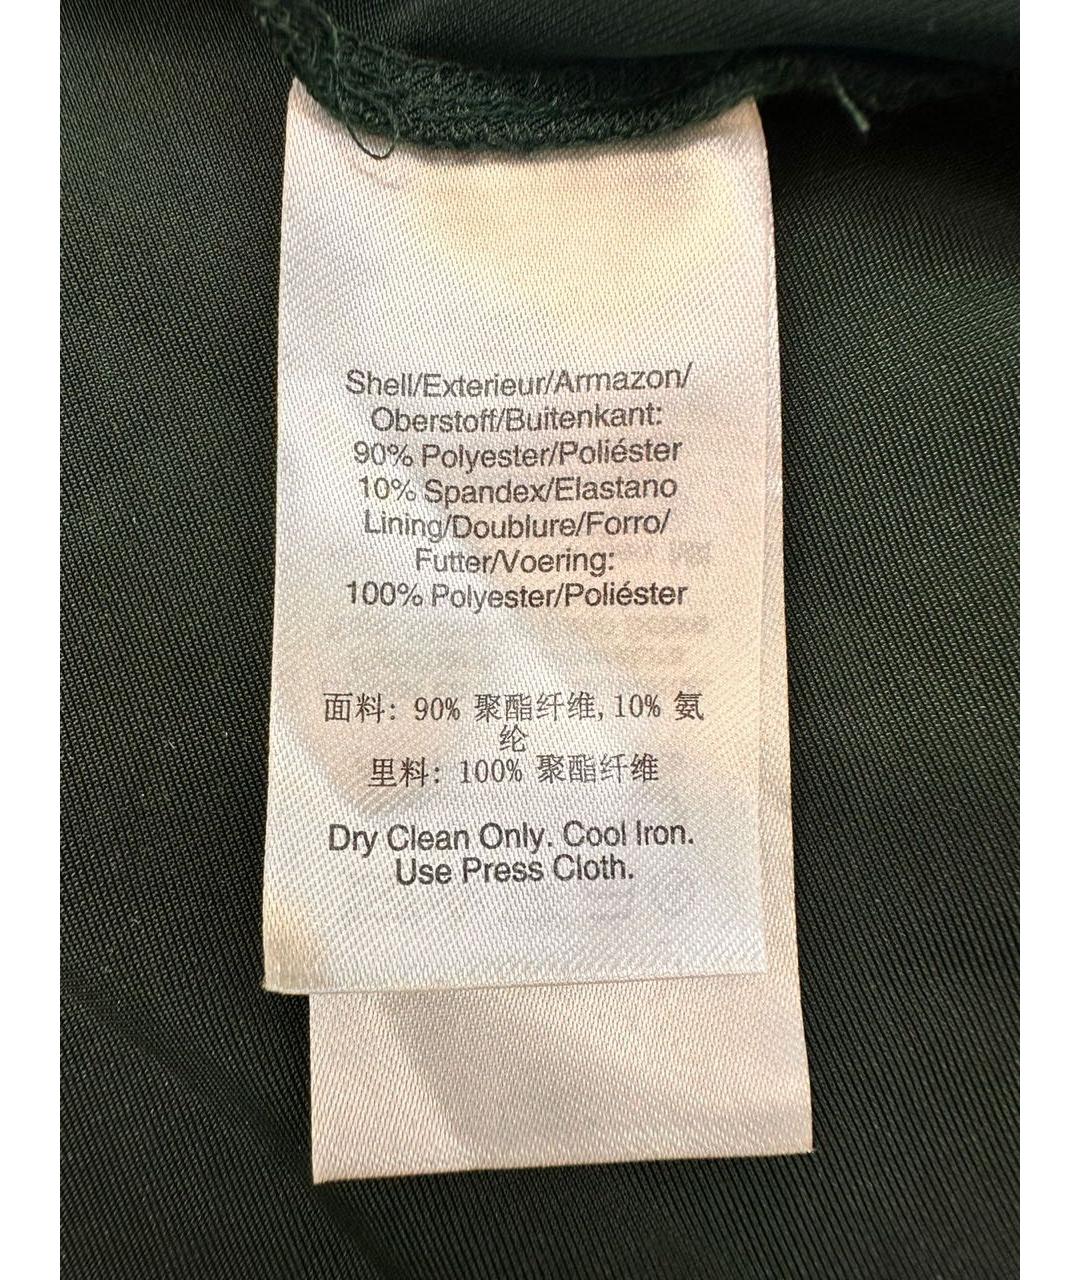 Shell/Exterieur/Armazon/
Oberstoff/Buitenkant:
90% Polyester/Poliéster
10% Spandex/Elastano
Lining/Doublure/Forro/
Futter/Voering:
100% Polyester/Poliéster
面料: 90% 聚酯纤维,10% 氨
纶
里料: 100% 聚酯纤维
Dry Clean Only. Cool Iron.
Use Press Cloth.